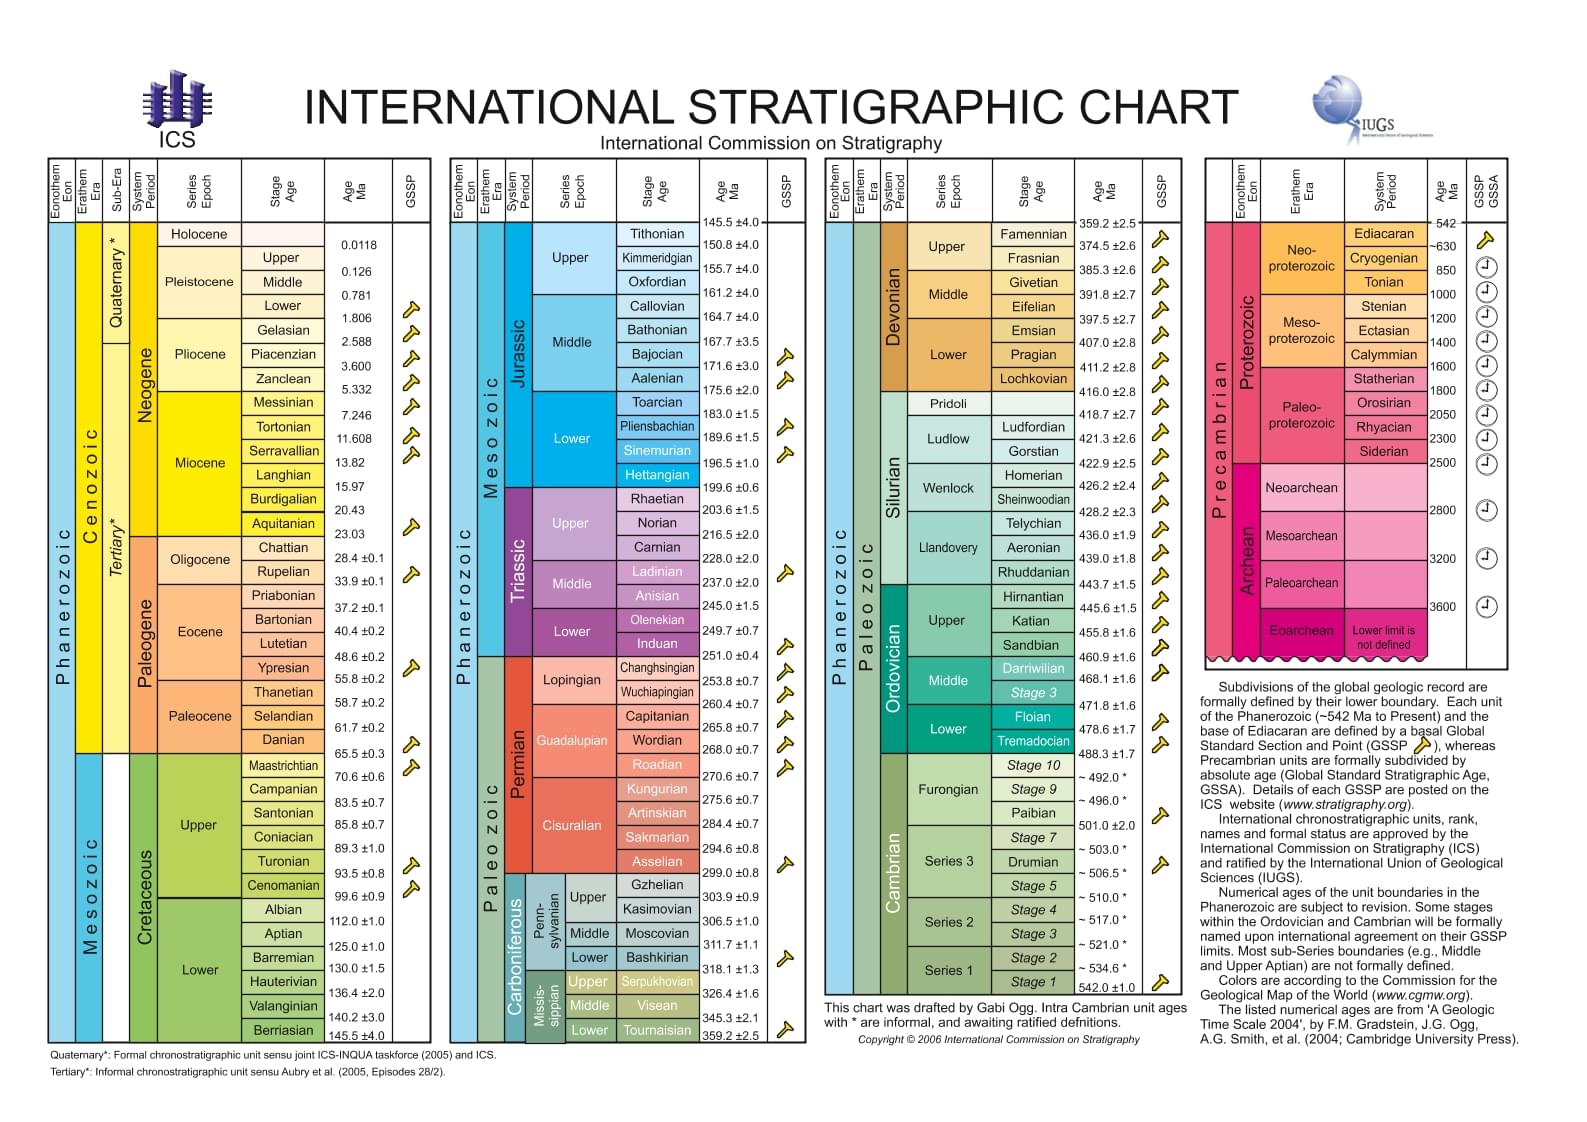 INTERNATIONAL STRATIGRAPHIC CHART
International Commission on Stratigraphy
ICS
IUGS
Eonothem Eon
Erathem Era
Sub-Era
System Period
Series Epoch
Stage Age
Age Ma
GSSP
Phanerozoic
Cenozoic
Mesozoic
Quaternary *
Tertiary*
Neogene
Paleogene
Cretaceous
Holocene
0.0118
Pleistocene
Upper
0.126
Middle
0.781
Lower
1.806
Pliocene
Gelasian
2.588
Piacenzian
3.600
Zanclean
5.332
Miocene
Messinian
7.246
Tortonian
11.608
Serravallian
13.82
Langhian
15.97
Burdigalian
20.43
Aquitanian
23.03
Oligocene
Chattian
28.4 ±0.1
Rupelian
33.9 ±0.1
Eocene
Priabonian
37.2 ±0.1
Bartonian
40.4 ±0.2
Lutetian
48.6 ±0.2
Ypresian
55.8 ±0.2
Paleocene
Thanetian
58.7 ±0.2
Selandian
61.7 ±0.2
Danian
65.5 ±0.3
Upper
Maastrichtian
70.6 ±0.6
Campanian
83.5 ±0.7
Santonian
85.8 ±0.7
Coniacian
89.3 ±1.0
Turonian
93.5 ±0.8
Cenomanian
99.6 ±0.9
Lower
Albian
112.0 ±1.0
Aptian
125.0 ±1.0
Barremian
130.0 ±1.5
Hauterivian
136.4 ±2.0
Valanginian
140.2 ±3.0
Berriasian
145.5 ±4.0
Quaternary*: Formal chronostratigraphic unit sensu joint ICS-INQUA taskforce (2005) and ICS.
Tertiary*: Informal chronostratigraphic unit sensu Aubry et al. (2005, Episodes 28/2).
Eonothem Eon
Erathem Era
System Period
Series Epoch
Stage Age
Age Ma
GSSP
Phanerozoic
Mesozoic
Paleozoic
Jurassic
Triassic
Permian
Carboniferous
145.5 ±4.0
Upper
Tithonian
150.8 ±4.0
Kimmeridgian
155.7 ±4.0
Oxfordian
161.2 ±4.0
Middle
Callovian
164.7 ±4.0
Bathonian
167.7 ±3.5
Bajocian
171.6 ±3.0
Aalenian
175.6 ±2.0
Lower
Toarcian
183.0 ±1.5
Pliensbachian
189.6 ±1.5
Sinemurian
196.5 ±1.0
Hettangian
199.6 ±0.6
Upper
Rhaetian
203.6 ±1.5
Norian
216.5 ±2.0
Carnian
228.0 ±2.0
Middle
Ladinian
237.0 ±2.0
Anisian
245.0 ±1.5
Lower
Olenekian
249.7 ±0.7
Induan
251.0 ±0.4
Lopingian
Changhsingian
253.8 ±0.7
Wuchiapingian
260.4 ±0.7
Guadalupian
Capitanian
265.8 ±0.7
Wordian
268.0 ±0.7
Roadian
270.6 ±0.7
Cisuralian
Kungurian
275.6 ±0.7
Artinskian
284.4 ±0.7
Sakmarian
294.6 ±0.8
Asselian
299.0 ±0.8
Penn-
sylvanian
Upper
Gzhelian
303.9 ±0.9
Kasimovian
306.5 ±1.0
Middle
Moscovian
311.7 ±1.1
Lower
Bashkirian
318.1 ±1.3
Missis-
sippian
Upper
Serpukhovian
326.4 ±1.6
Middle
Visean
345.3 ±2.1
Lower
Tournaisian
359.2 ±2.5
Eonothem Eon
Erathem Era
System Period
Series Epoch
Stage Age
Age Ma
GSSP
Phanerozoic
Paleozoic
Devonian
Silurian
Ordovician
Cambrian
359.2 ±2.5
Upper
Famennian
374.5 ±2.6
Frasnian
385.3 ±2.6
Middle
Givetian
391.8 ±2.7
Eifelian
397.5 ±2.7
Lower
Emsian
407.0 ±2.8
Pragian
411.2 ±2.8
Lochkovian
416.0 ±2.8
Pridoli
418.7 ±2.7
Ludlow
Ludfordian
421.3 ±2.6
Gorstian
422.9 ±2.5
Wenlock
Homerian
426.2 ±2.4
Sheinwoodian
428.2 ±2.3
Llandovery
Telychian
436.0 ±1.9
Aeronian
439.0 ±1.8
Rhuddanian
443.7 ±1.5
Upper
Hirnantian
445.6 ±1.5
Katian
455.8 ±1.6
Sandbian
460.9 ±1.6
Middle
Darriwilian
468.1 ±1.6
Stage 3
471.8 ±1.6
Lower
Floian
478.6 ±1.7
Tremadocian
488.3 ±1.7
Furongian
Stage 10
~ 492.0 *
Stage 9
~ 496.0 *
Paibian
501.0 ±2.0
Series 3
Stage 7
~ 503.0 *
Drumian
~ 506.5 *
Stage 5
~ 510.0 *
Series 2
Stage 4
~ 517.0 *
Stage 3
~ 521.0 *
Series 1
Stage 2
~ 534.6 *
Stage 1
542.0 ±1.0
This chart was drafted by Gabi Ogg. Intra Cambrian unit ages
with * are informal, and awaiting ratified defnitions.
Copyright © 2006 International Commission on Stratigraphy
Eonothem Eon
Erathem Era
System Period
Age Ma
GSSP GSSA
Precambrian
Proterozoic
Archean
542
Neo-
proterozoic
Ediacaran
~630
Cryogenian
850
Tonian
1000
Meso-
proterozoic
Stenian
1200
Ectasian
1400
Calymmian
1600
Paleo-
proterozoic
Statherian
1800
Orosirian
2050
Rhyacian
2300
Siderian
2500
Neoarchean
2800
Mesoarchean
3200
Paleoarchean
3600
Eoarchean
Lower limit is
not defined
Subdivisions of the global geologic record are
formally defined by their lower boundary. Each unit
of the Phanerozoic (~542 Ma to Present) and the
base of Ediacaran are defined by a basal Global
Standard Section and Point (GSSP ), whereas
Precambrian units are formally subdivided by
absolute age (Global Standard Stratigraphic Age,
GSSA). Details of each GSSP are posted on the
ICS website (www.stratigraphy.org).
International chronostratigraphic units, rank,
names and formal status are approved by the
International Commission on Stratigraphy (ICS)
and ratified by the International Union of Geological
Sciences (IUGS).
Numerical ages of the unit boundaries in the
Phanerozoic are subject to revision. Some stages
within the Ordovician and Cambrian will be formally
named upon international agreement on their GSSP
limits. Most sub-Series boundaries (e.g., Middle
and Upper Aptian) are not formally defined.
Colors are according to the Commission for the
Geological Map of the World (www.cgmw.org).
The listed numerical ages are from 'A Geologic
Time Scale 2004', by F.M. Gradstein, J.G. Ogg,
A.G. Smith, et al. (2004; Cambridge University Press).